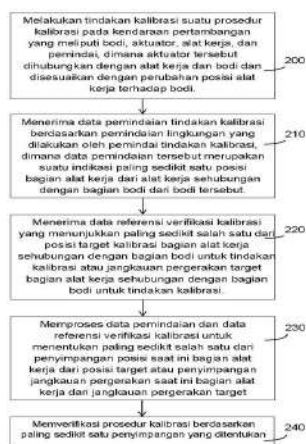 Melakukan tindakan kalibrasi suatu prosedur
kalibrasi pada kendaraan pertambangan
yang meliputi bodi, aktuator, alat kerja, dan
pemindai, dimana aktuator tersebut
dihubungkan dengan alat kerja dan bodi dan
disesuaikan dengan perubahan posisi alat
kerja terhadap bodi.
200
Menerima data pemindaian tindakan kalibrasi
berdasarkan pemindaian lingkungan yang
dilakukan oleh pemindai tindakan kalibrasi,
dimana data pemindaian tersebut merupakan
suatu indikasi paling sedikit satu posisi
bagian alat kerja dari alat kerja sehubungan
dengan bagian bodi dari bodi tersebut.
210
Menerima data referensi verifikasi kalibrasi
yang menunjukkan paling sedikit salah satu dari
posisi target kalibrasi bagian alat kerja
sehubungan dengan bagian bodi untuk tindakan
kalibrasi atau jangkauan pergerakan target
bagian alat kerja sehubungan dengan bagian
bodi untuk tindakan kalibrasi.
220
Memproses data pemindaian dan data
referensi verifikasi kalibrasi untuk
menentukan paling sedikit salah satu dari
penyimpangan posisi saat ini bagian alat
kerja dari posisi target atau penyimpangan
jangkauan pergerakan saat ini bagian alat
kerja dari jangkauan pergerakan target
230
Memverifikasi prosedur kalibrasi berdasarkan
paling sedikit satu penyimpangan yang ditentukan
240